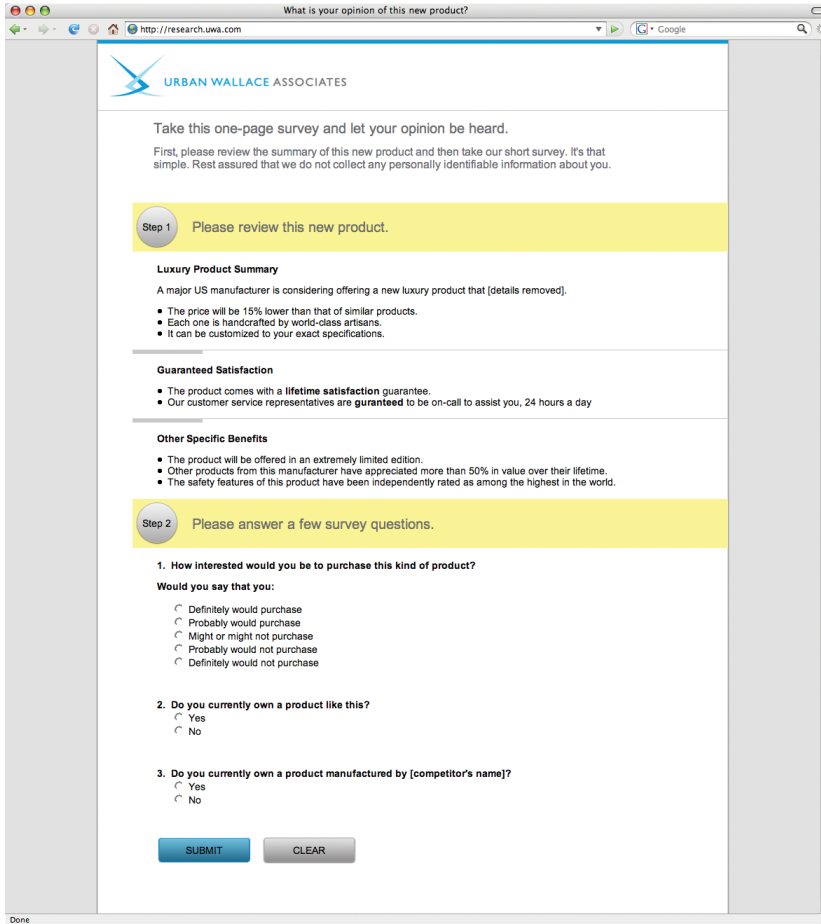 What is your opinion of this new product?
http://research.uwa.com
G Google
URBAN WALLACE ASSOCIATES
Take this one-page survey and let your opinion be heard.
First, please review the summary of this new product and then take our short survey. It's that
simple. Rest assured that we do not collect any personally identifiable information about you.
Step 1 Please review this new product.
Luxury Product Summary
A major US manufacturer is considering offering a new luxury product that [details removed].
• The price will be 15% lower than that of similar products.
• Each one is handcrafted by world-class artisans.
• It can be customized to your exact specifications.
Guaranteed Satisfaction
• The product comes with a lifetime satisfaction guarantee.
• Our customer service representatives are guranteed to be on-call to assist you, 24 hours a day
Other Specific Benefits
• The product will be offered in an extremely limited edition.
• Other products from this manufacturer have appreciated more than 50% in value over their lifetime.
• The safety features of this product have been independently rated as among the highest in the world.
Step 2 Please answer a few survey questions.
1. How interested would you be to purchase this kind of product?
Would you say that you:
Definitely would purchase
Probably would purchase
Might or might not purchase
Probably would not purchase
Definitely would not purchase
2. Do you currently own a product like this?
Yes
No
3. Do you currently own a product manufactured by [competitor's name]?
Yes
No
SUBMIT CLEAR
Done